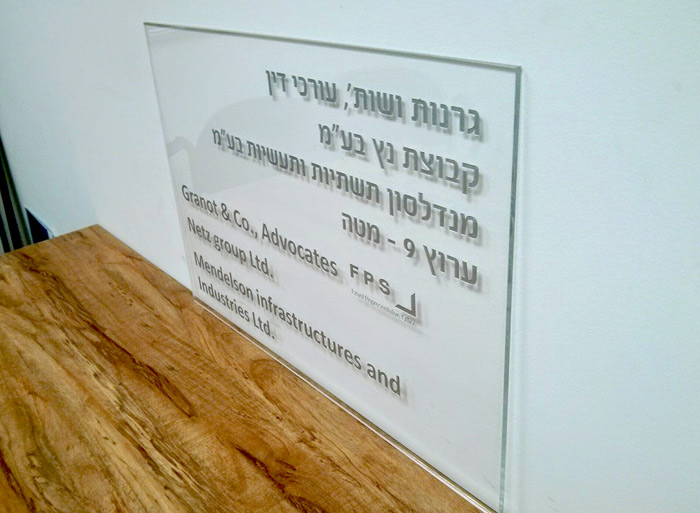 גרנות ושות', עורכי דין
קבוצת נץ בע"מ
מנדלסון תשתיות ותעשיות בע"מ
ערוץ 9 - מטה
Granot & Co., Advocates
Netz group Ltd.
Mendelson infrastructures and
Industries Ltd.
FPS